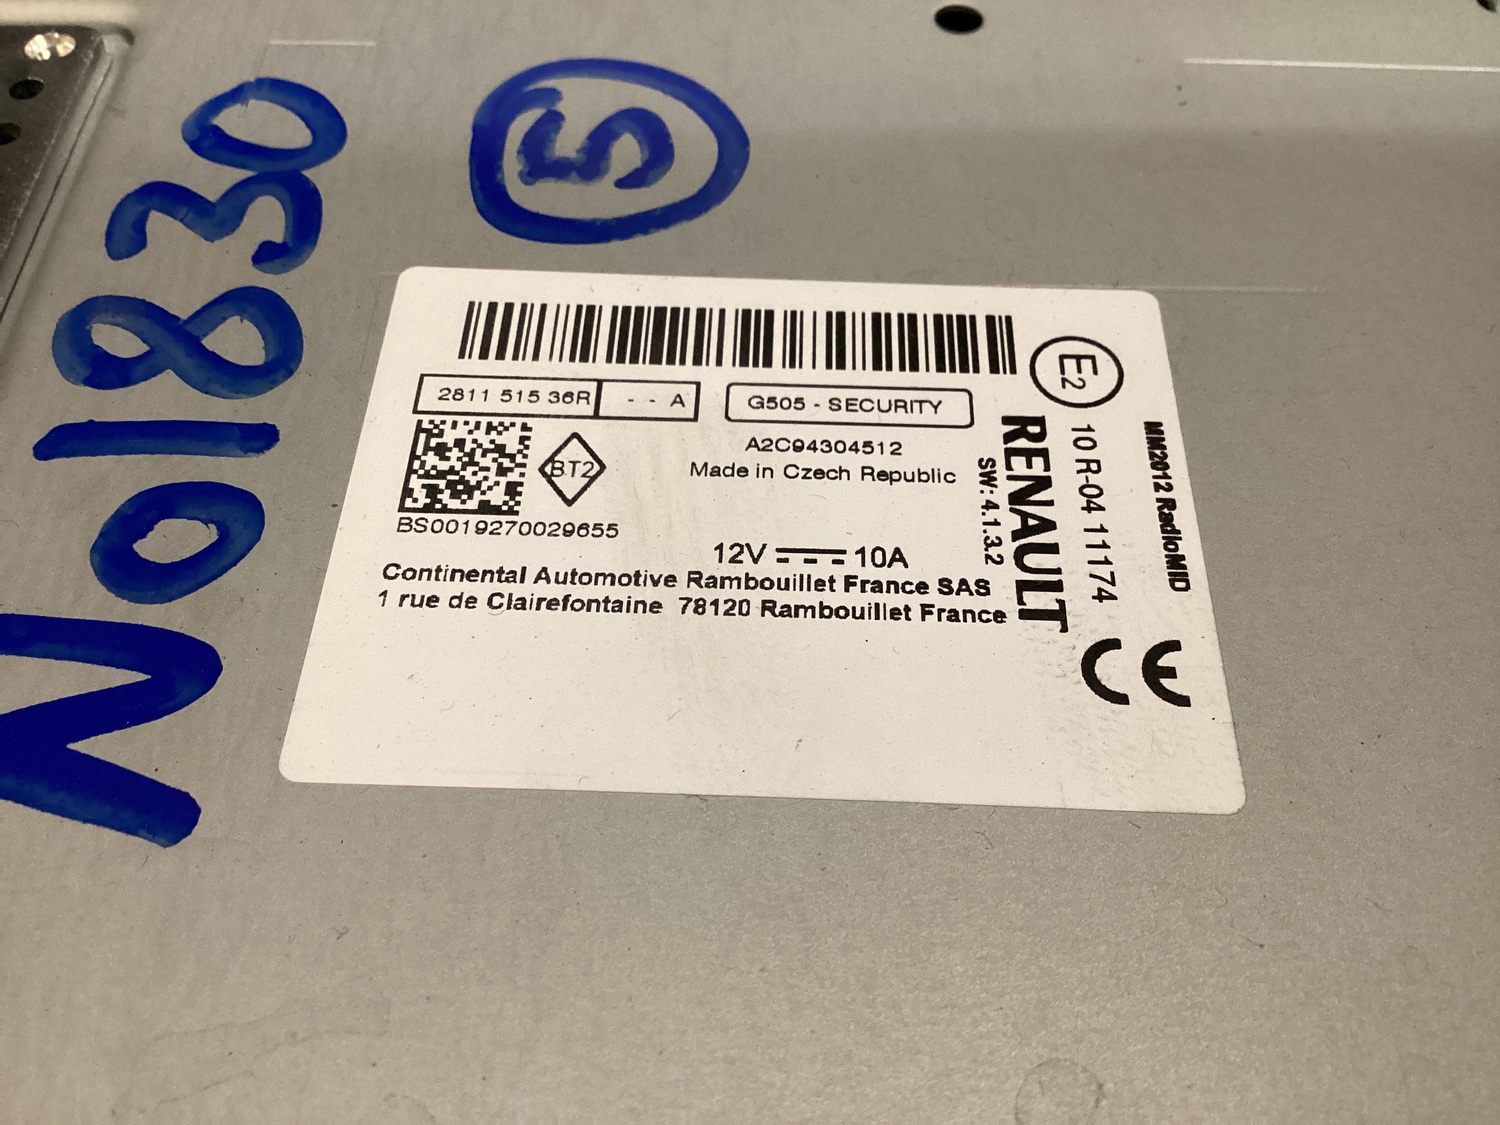 No1830
5
2811 515 36R - - A
G505 - SECURITY
BT2
A2C94304512
Made in Czech Republic
BS0019270029655
12V 10A
Continental Automotive Rambouillet France SAS
1 rue de Clairefontaine 78120 Rambouillet France
SW: 4.1.3.2
RENAULT
E2
10 R-04 11174
MM2012 RadioMID
CE